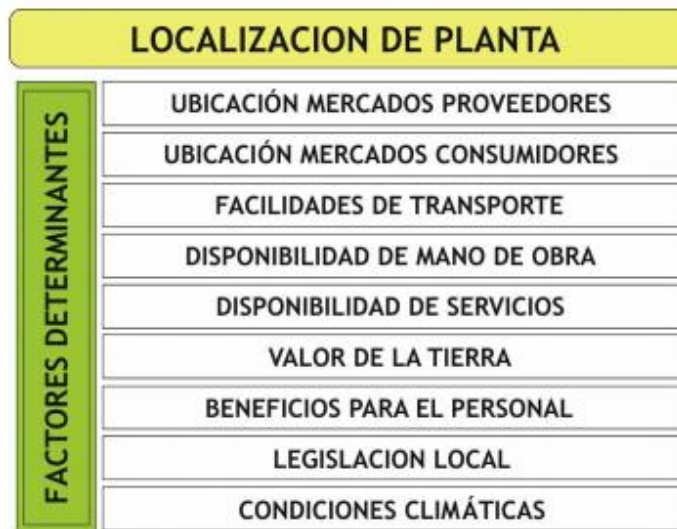 LOCALIZACION DE PLANTA
FACTORES DETERMINANTES
UBICACIÓN MERCADOS PROVEEDORES
UBICACIÓN MERCADOS CONSUMIDORES
FACILIDADES DE TRANSPORTE
DISPONIBILIDAD DE MANO DE OBRA
DISPONIBILIDAD DE SERVICIOS
VALOR DE LA TIERRA
BENEFICIOS PARA EL PERSONAL
LEGISLACION LOCAL
CONDICIONES CLIMÁTICAS